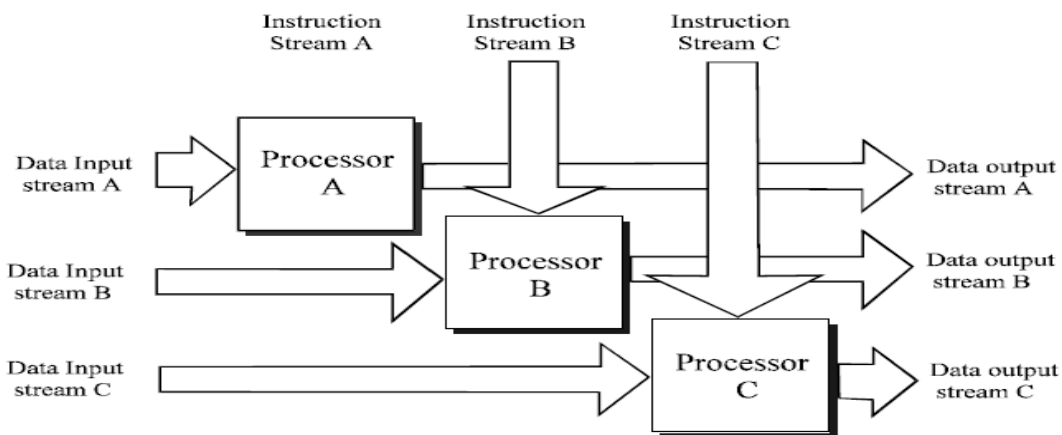 Instruction
Stream A
Instruction
Stream B
Instruction
Stream C
Data Input
stream A
Processor
A
Data output
stream A
Data Input
stream B
Processor
B
Data output
stream B
Data Input
stream C
Processor
C
Data output
stream C